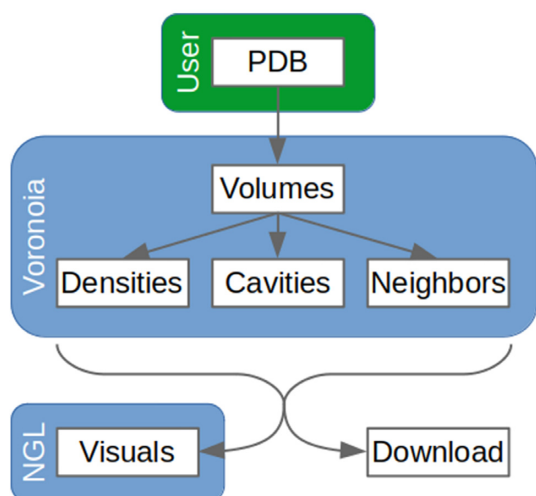 User
PDB
Voronoia
Volumes
Densities
Cavities
Neighbors
NGL
Visuals
Download